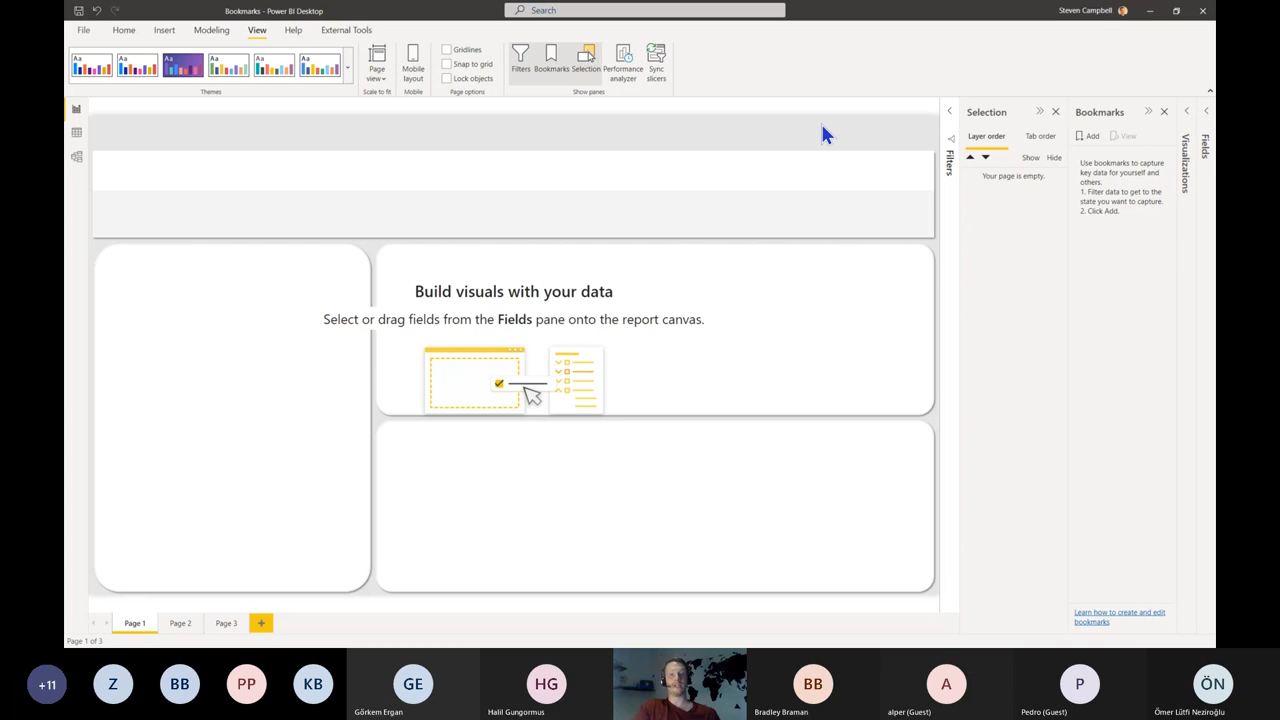 Bookmarks - Power BI Desktop
Search
Steven Campbell
File
Home
Insert
Modeling
View
Help
External Tools
Aa
Aa
Aa
Aa
Aa
Aa
Themes
Page
view
Scale to fit
Mobile
layout
Mobile
Gridlines
Snap to grid
Lock objects
Page options
Filters
Bookmarks
Selection
Performance
analyzer
Sync
slicers
Show panes
Filters
Selection
Layer order
Tab order
Show
Hide
Your page is empty.
Bookmarks
Add
View
Use bookmarks to capture
key data for yourself and
others.
1. Filter data to get to the
state you want to capture.
2. Click Add.
Learn how to create and edit
bookmarks
Visualizations
Fields
Build visuals with your data
Select or drag fields from the Fields pane onto the report canvas.
Page 1
Page 2
Page 3
+
Page 1 of 3
+11
Z
BB
PP
KB
GE
Görkem Ergan
HG
Halil Gungormus
BB
Bradley Braman
A
alper (Guest)
P
Pedro (Guest)
ÖN
Ömer Lütfi Neziroğlu